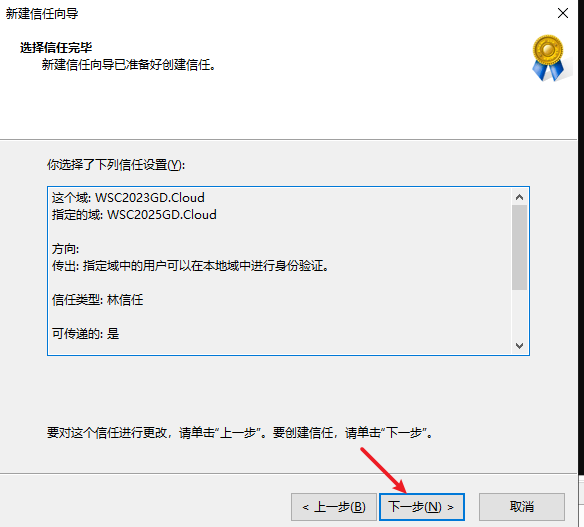 新建信任向导
选择信任完毕
新建信任向导已准备好创建信任。
你选择了下列信任设置(Y):
这个域: WSC2023GD.Cloud
指定的域: WSC2025GD.Cloud
方向:
传出: 指定域中的用户可以在本地域中进行身份验证。
信任类型: 林信任
可传递的: 是
要对这个信任进行更改，请单击“上一步”。要创建信任，请单击“下一步”。
< 上一步(B)
下一步(N) >
取消